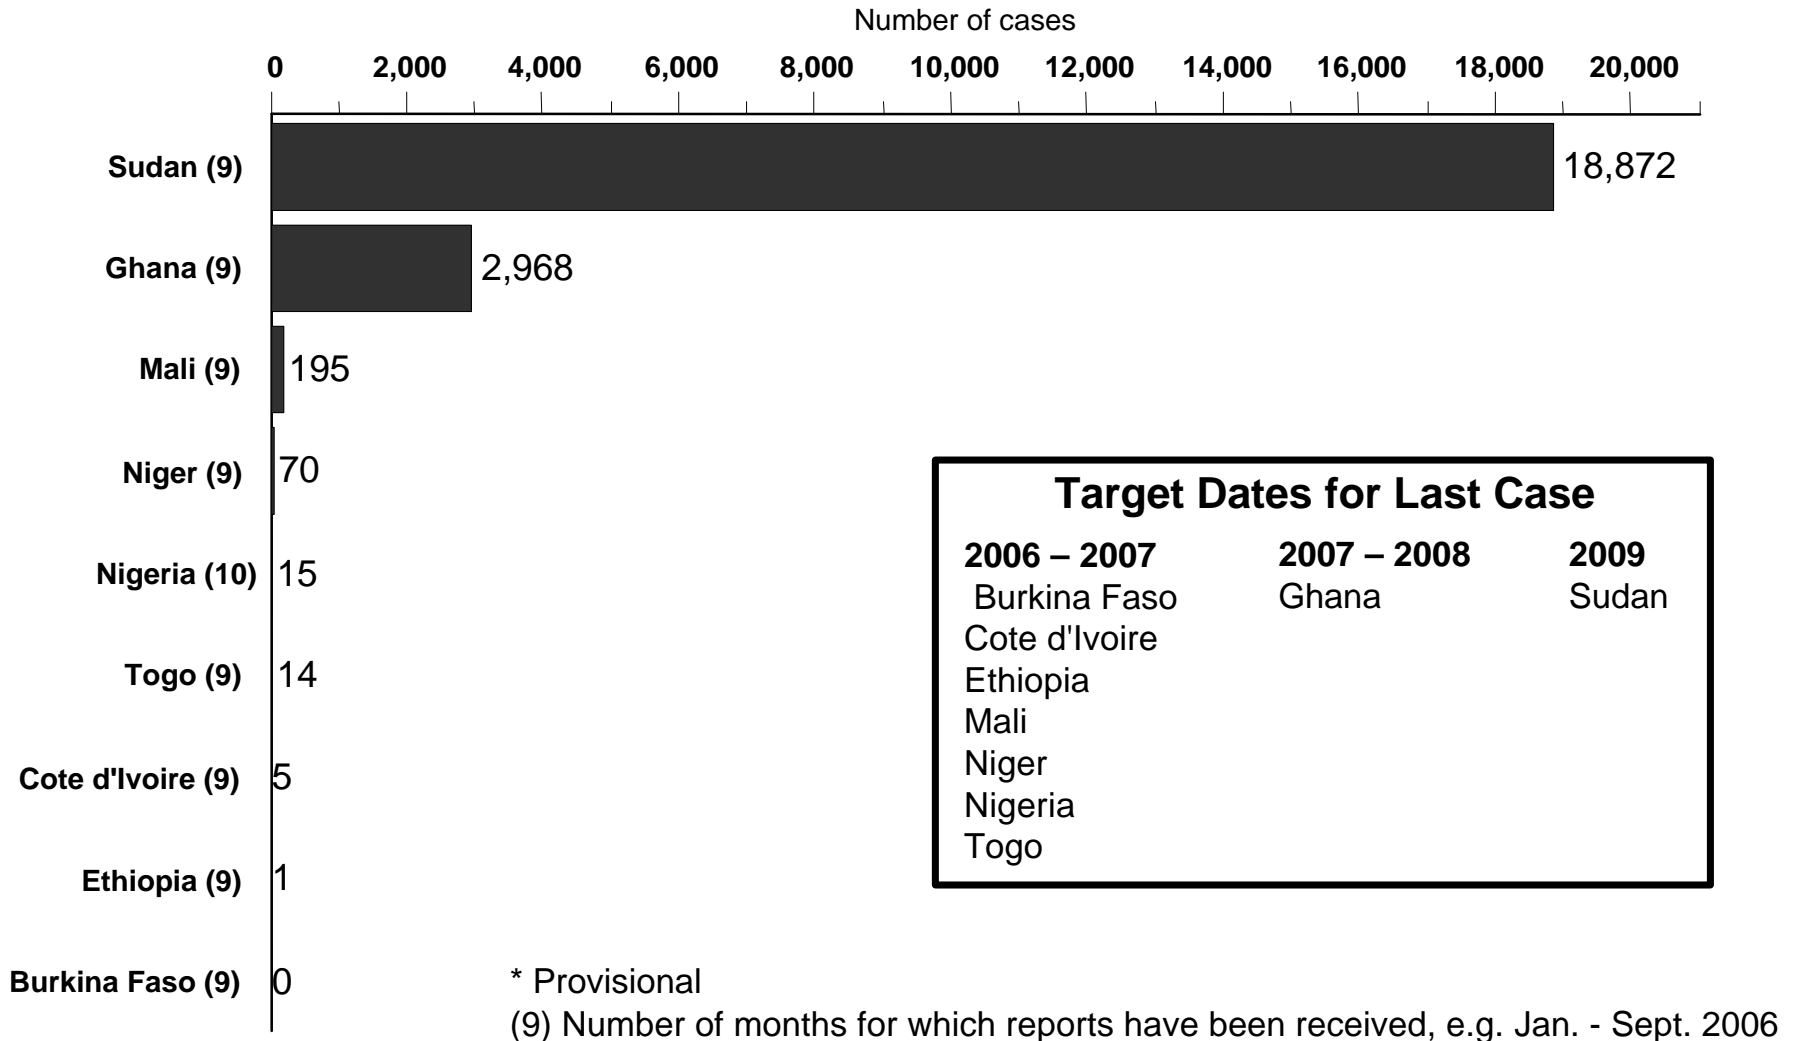 Number of cases
0 2,000 4,000 6,000 8,000 10,000 12,000 14,000 16,000 18,000 20,000
Sudan (9) 18,872
Ghana (9) 2,968
Mali (9) 195
Niger (9) 70
Nigeria (10) 15
Togo (9) 14
Cote d'Ivoire (9) 5
Ethiopia (9) 1
Burkina Faso (9) 0
Target Dates for Last Case
2006 – 2007 2007 – 2008 2009
Burkina Faso Ghana Sudan
Cote d'Ivoire
Ethiopia
Mali
Niger
Nigeria
Togo
* Provisional
(9) Number of months for which reports have been received, e.g. Jan. - Sept. 2006